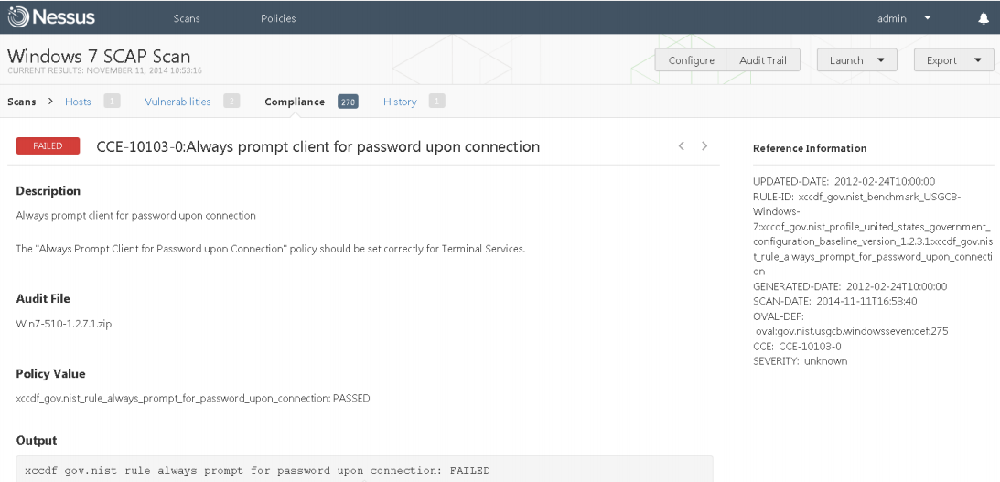 Nessus Scans Policies admin
Windows 7 SCAP Scan
CURRENT RESULTS: NOVEMBER 11, 2014 10:53:16
Configure Audit Trail Launch Export
Scans > Hosts 1 Vulnerabilities 2 Compliance 270 History 1
FAILED CCE-10103-0:Always prompt client for password upon connection
Description
Always prompt client for password upon connection
The "Always Prompt Client for Password upon Connection" policy should be set correctly for Terminal Services.
Audit File
Win7-510-1.2.7.1.zip
Policy Value
xccdf_gov.nist_rule_always_prompt_for_password_upon_connection: PASSED
Output
xccdf gov.nist rule always prompt for password upon connection: FAILED
Reference Information
UPDATED-DATE: 2012-02-24T10:00:00
RULE-ID: xccdf_gov.nist_benchmark_USGCB-
Windows-
7:xccdf_gov.nist_profile_united_states_government_
configuration_baseline_version_1.2.3.1:xccdf_gov.nis
t_rule_always_prompt_for_password_upon_connecti
on
GENERATED-DATE: 2012-02-24T10:00:00
SCAN-DATE: 2014-11-11T16:53:40
OVAL-DEF:
oval:gov.nist.usgcb.windowsseven:def:275
CCE: CCE-10103-0
SEVERITY: unknown